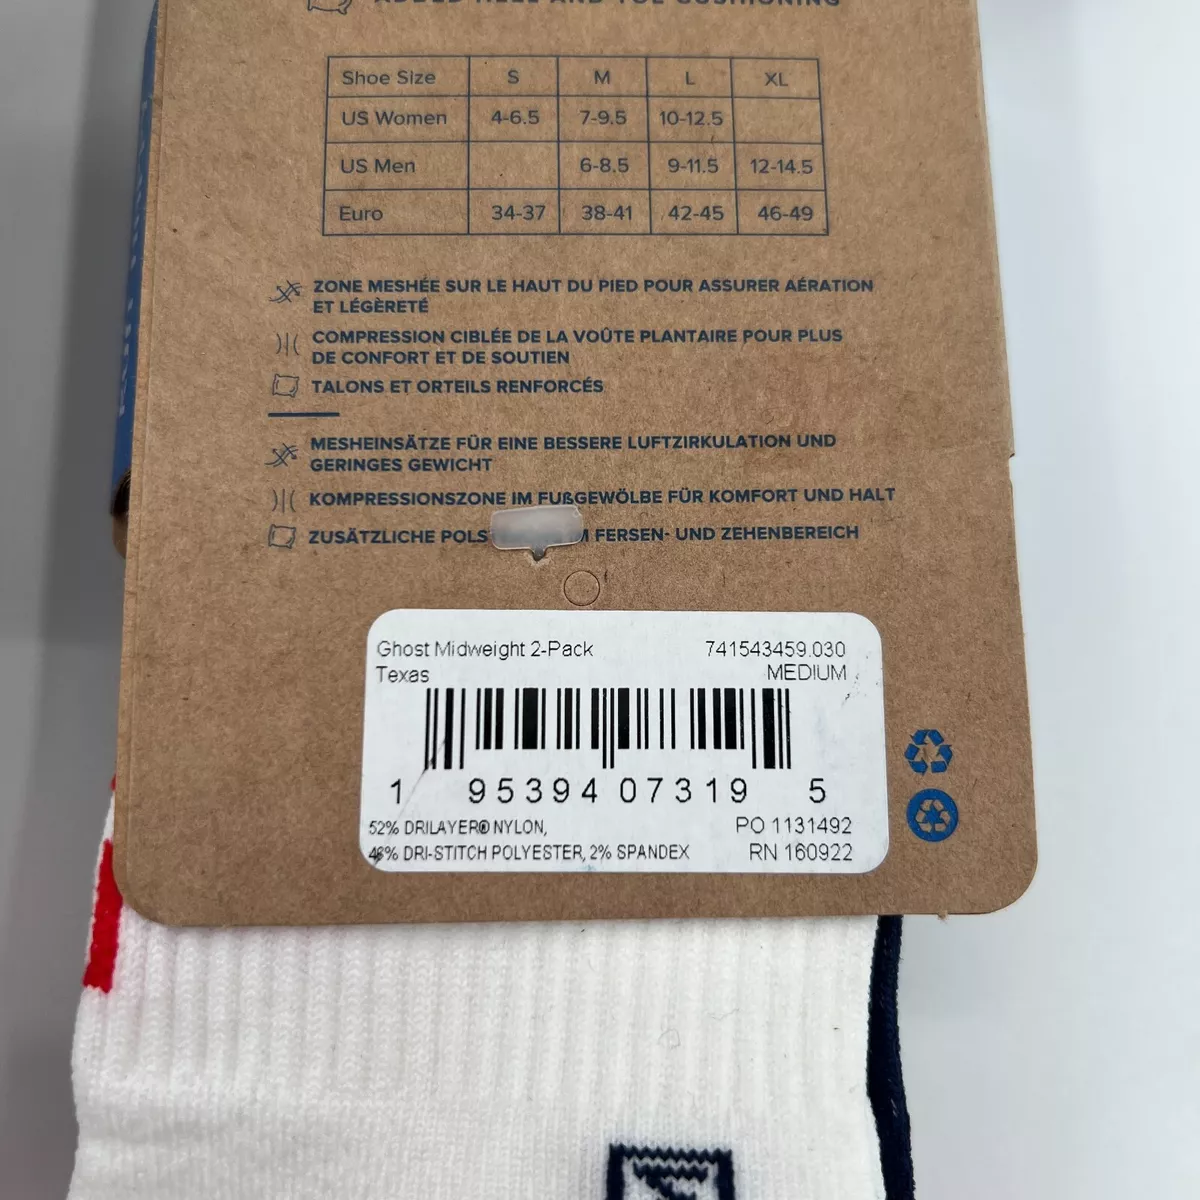 ADDED HEEL AND TOE CUSHIONING
Shoe Size S M L XL
US Women 4-6.5 7-9.5 10-12.5
US Men 6-8.5 9-11.5 12-14.5
Euro 34-37 38-41 42-45 46-49
ZONE MESHÉE SUR LE HAUT DU PIED POUR ASSURER AÉRATION
ET LÉGÈRETÉ
COMPRESSION CIBLÉE DE LA VOÛTE PLANTAIRE POUR PLUS
DE CONFORT ET DE SOUTIEN
TALONS ET ORTEILS RENFORCÉS
MESHEINSÄTZE FÜR EINE BESSERE LUFTZIRKULATION UND
GERINGES GEWICHT
KOMPRESSIONSZONE IM FUßGEWÖLBE FÜR KOMFORT UND HALT
ZUSÄTZLICHE FERSEN- UND ZEHENBEREICH
Ghost Midweight 2-Pack 741543459.030
Texas MEDIUM
1 95394 07319 5
52% DRILAYER® NYLON, PO 1131492
46% DRI-STITCH POLYESTER, 2% SPANDEX RN 160922